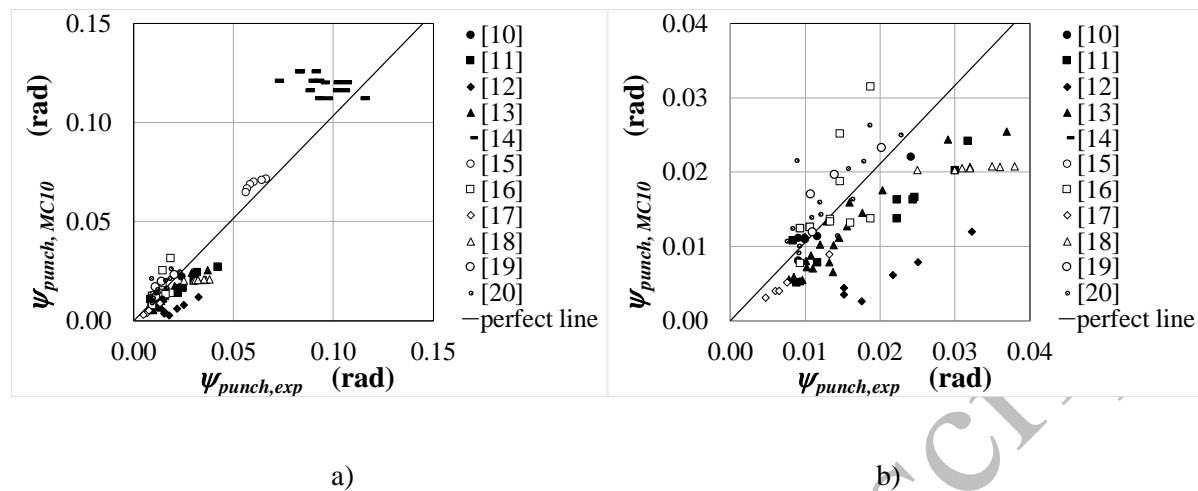 0.15
0.10
0.05
0.00
(rad)
ψpunch, MC10
0.00 0.05 0.10 0.15
ψpunch,exp (rad)
[10]
[11]
[12]
[13]
[14]
[15]
[16]
[17]
[18]
[19]
[20]
perfect line
a)
0.04
0.03
0.02
0.01
0.00
(rad)
ψpunch, MC10
0.00 0.01 0.02 0.03 0.04
ψpunch,exp (rad)
[10]
[11]
[12]
[13]
[14]
[15]
[16]
[17]
[18]
[19]
[20]
perfect line
b)